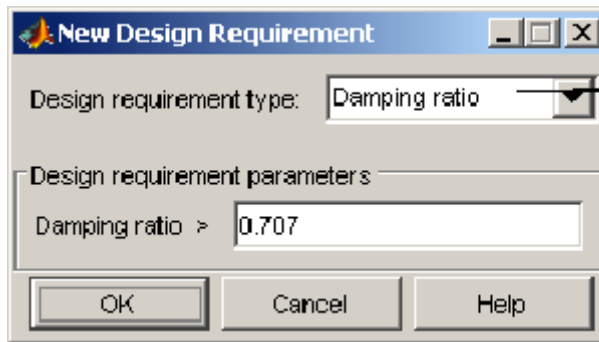 New Design Requirement
Design requirement type: Damping ratio
Design requirement parameters
Damping ratio > 0.707
OK Cancel Help